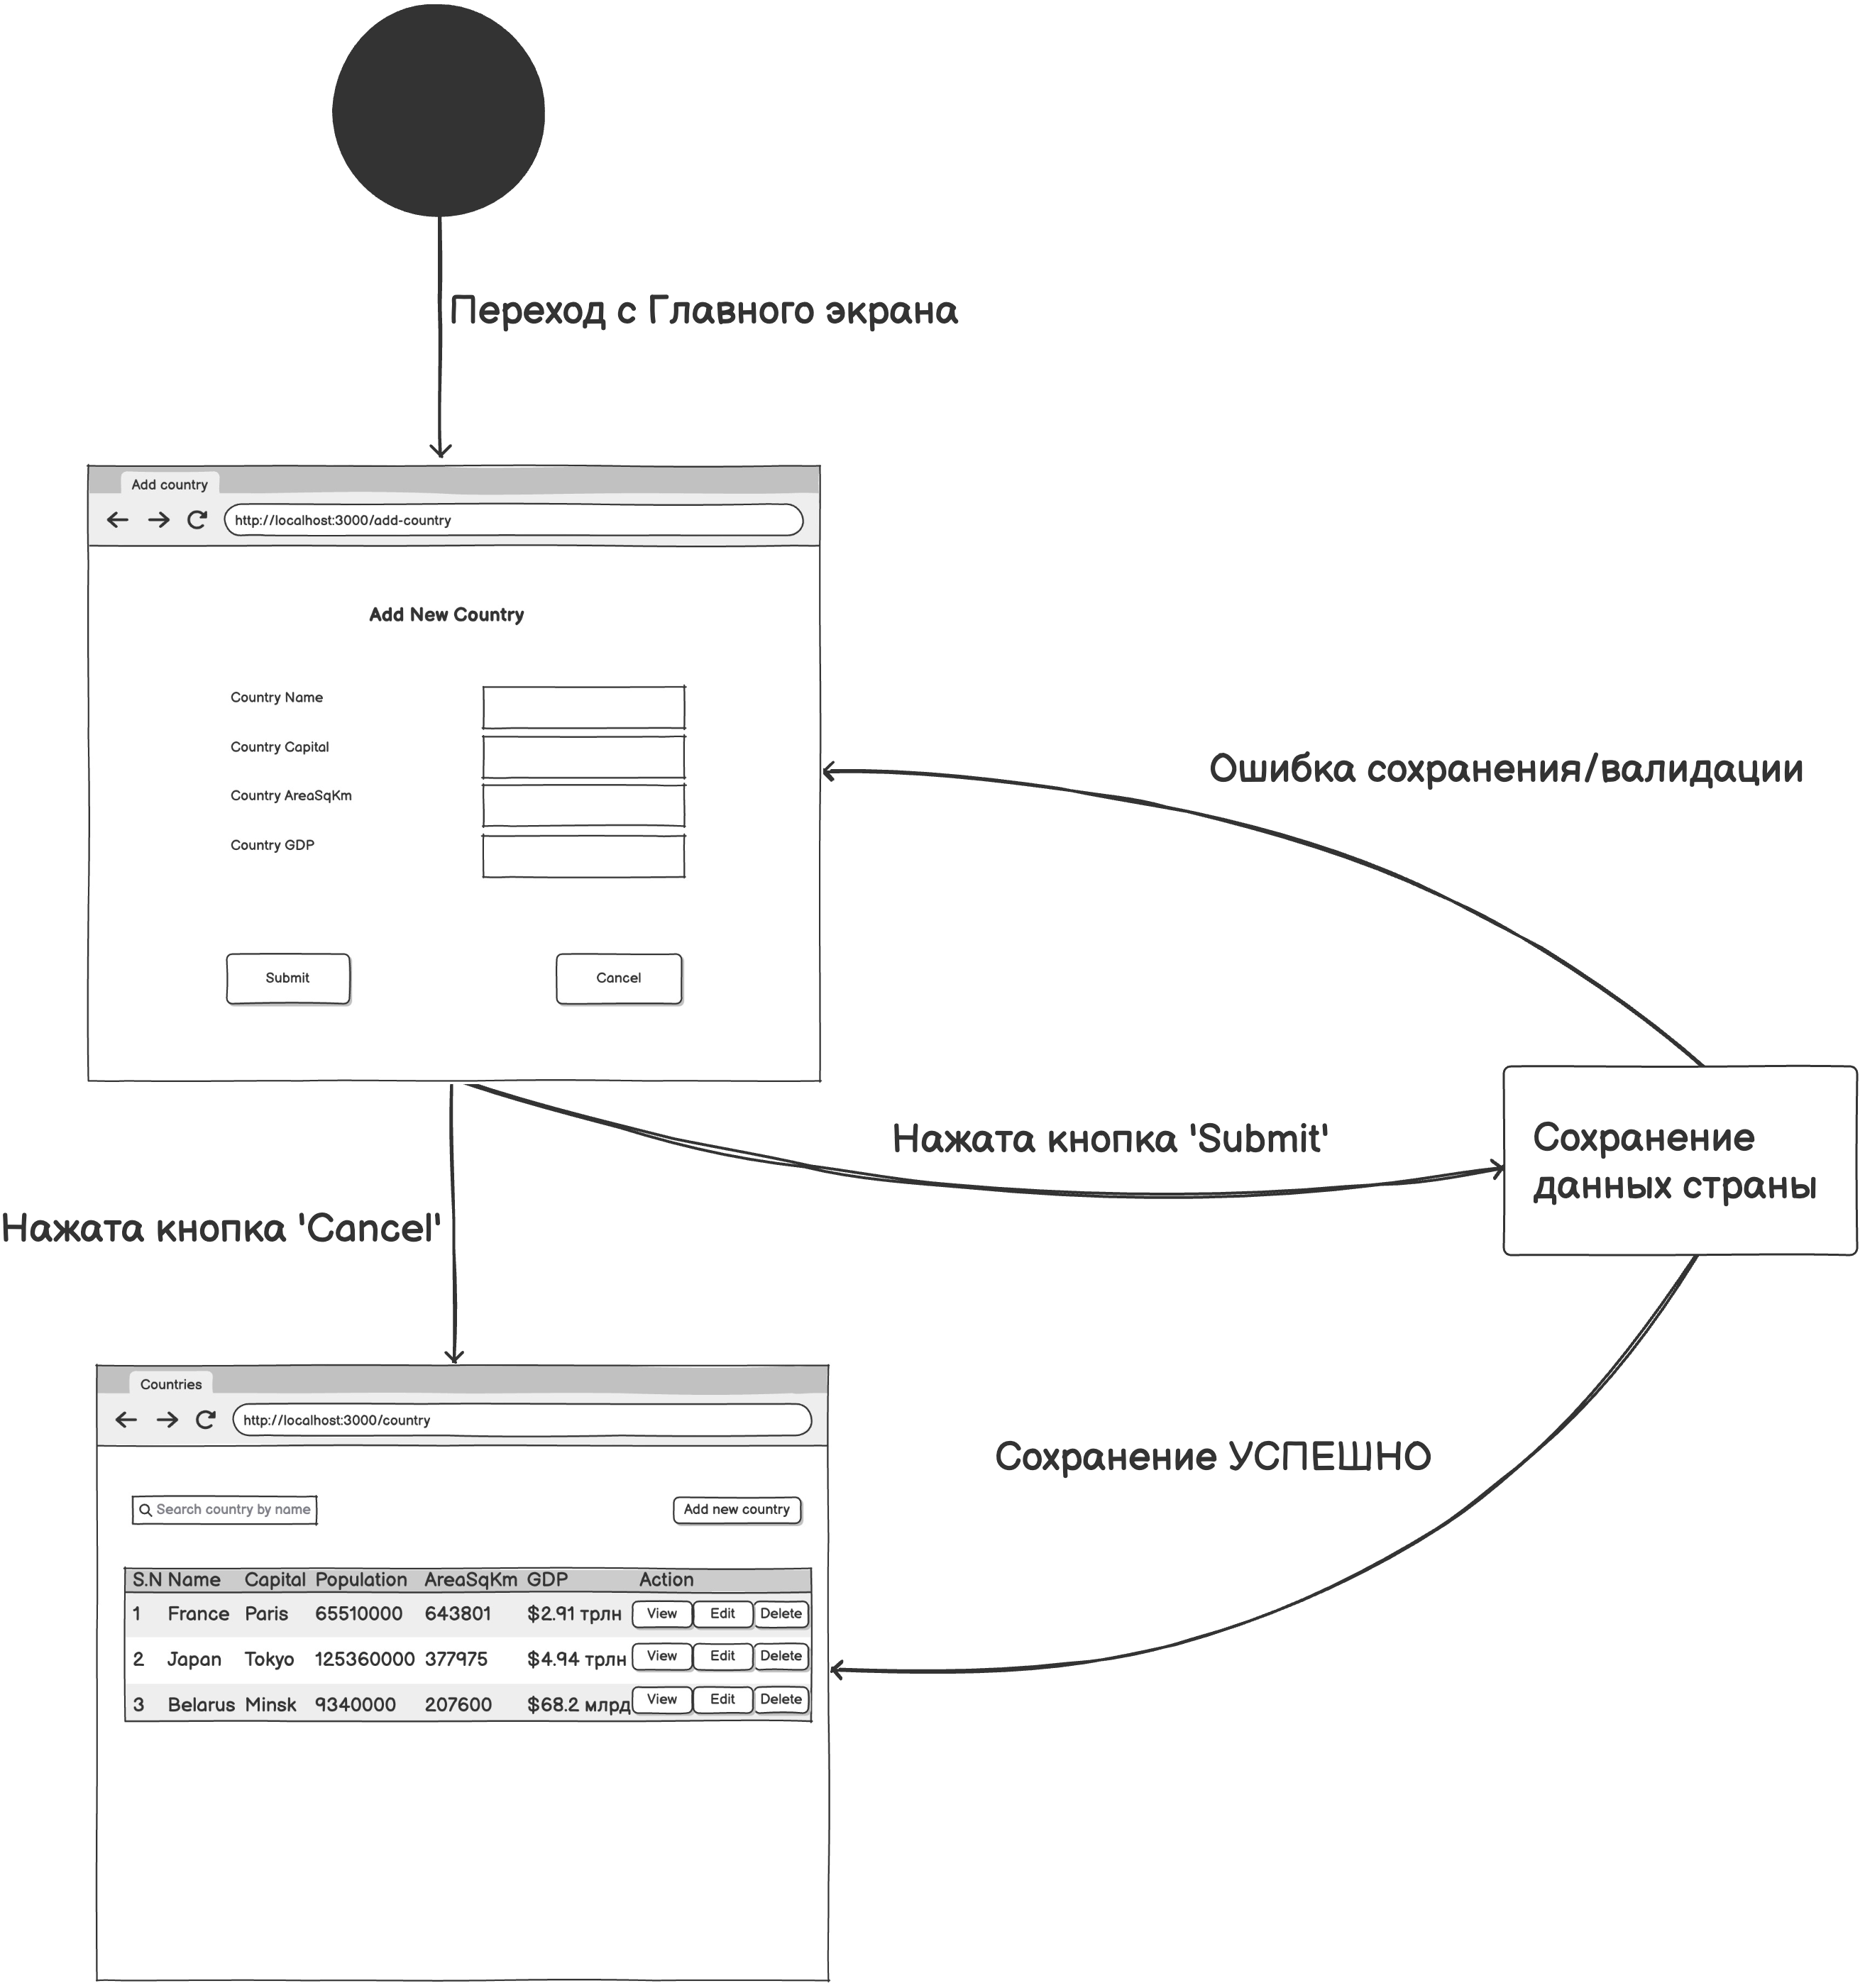 Переход с Главного экрана
Add country
http://localhost:3000/add-country
Add New Country
Country Name
Country Capital
Country AreaSqKm
Country GDP
Submit
Cancel
Ошибка сохранения/валидации
Нажата кнопка 'Submit'
Сохранение
данных страны
Нажата кнопка 'Cancel'
Сохранение УСПЕШНО
Countries
http://localhost:3000/country
Search country by name
Add new country
S.N Name Capital Population AreaSqKm GDP Action
1 France Paris 65510000 643801 $2.91 трлн View Edit Delete
2 Japan Tokyo 125360000 377975 $4.94 трлн View Edit Delete
3 Belarus Minsk 9340000 207600 $68.2 млрд View Edit Delete